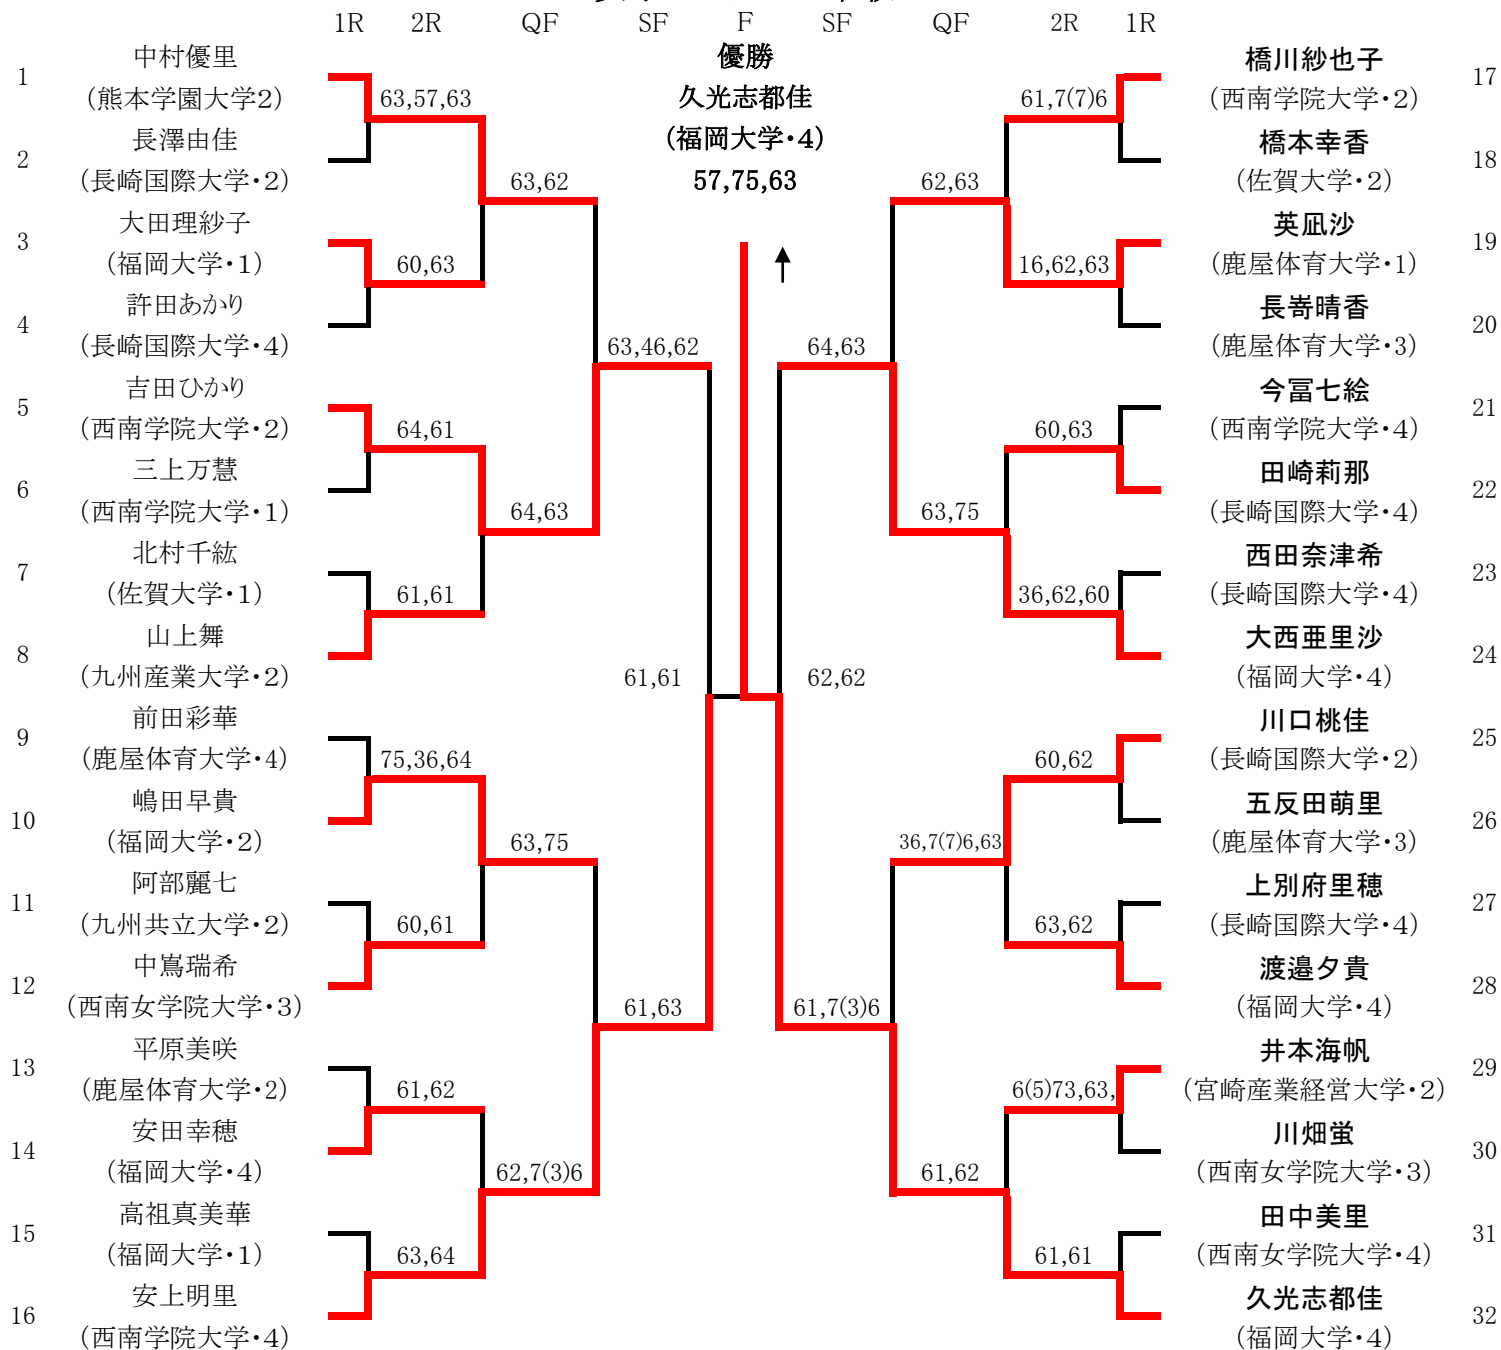 1R 2R QF SF F SF QF 2R 1R
優勝
久光志都佳
(福岡大学・4)
57,75,63
1 中村優里
(熊本学園大学2)
63,57,63
2 長澤由佳
(長崎国際大学・2)
63,62
3 大田理紗子
(福岡大学・1)
60,63
4 許田あかり
(長崎国際大学・4)
63,46,62
5 吉田ひかり
(西南学院大学・2)
64,61
6 三上万慧
(西南学院大学・1)
64,63
7 北村千紘
(佐賀大学・1)
61,61
8 山上舞
(九州産業大学・2)
61,61
9 前田彩華
(鹿屋体育大学・4)
75,36,64
10 嶋田早貴
(福岡大学・2)
63,75
11 阿部麗七
(九州共立大学・2)
60,61
12 中嶌瑞希
(西南女学院大学・3)
61,63
13 平原美咲
(鹿屋体育大学・2)
61,62
14 安田幸穂
(福岡大学・4)
62,7(3)6
15 高祖真美華
(福岡大学・1)
63,64
16 安上明里
(西南学院大学・4)
橋川紗也子 17
(西南学院大学・2)
61,7(7)6
橋本幸香 18
(佐賀大学・2)
62,63
英凪沙 19
(鹿屋体育大学・1)
16,62,63
長嵜晴香 20
(鹿屋体育大学・3)
64,63
今冨七絵 21
(西南学院大学・4)
60,63
田崎莉那 22
(長崎国際大学・4)
63,75
西田奈津希 23
(長崎国際大学・4)
36,62,60
大西亜里沙 24
(福岡大学・4)
62,62
川口桃佳 25
(長崎国際大学・2)
60,62
五反田萌里 26
(鹿屋体育大学・3)
36,7(7)6,63
上別府里穂 27
(長崎国際大学・4)
63,62
渡邉夕貴 28
(福岡大学・4)
61,7(3)6
井本海帆 29
(宮崎産業経営大学・2)
6(5)73,63,
川畑蛍 30
(西南女学院大学・3)
61,62
田中美里 31
(西南女学院大学・4)
61,61
久光志都佳 32
(福岡大学・4)